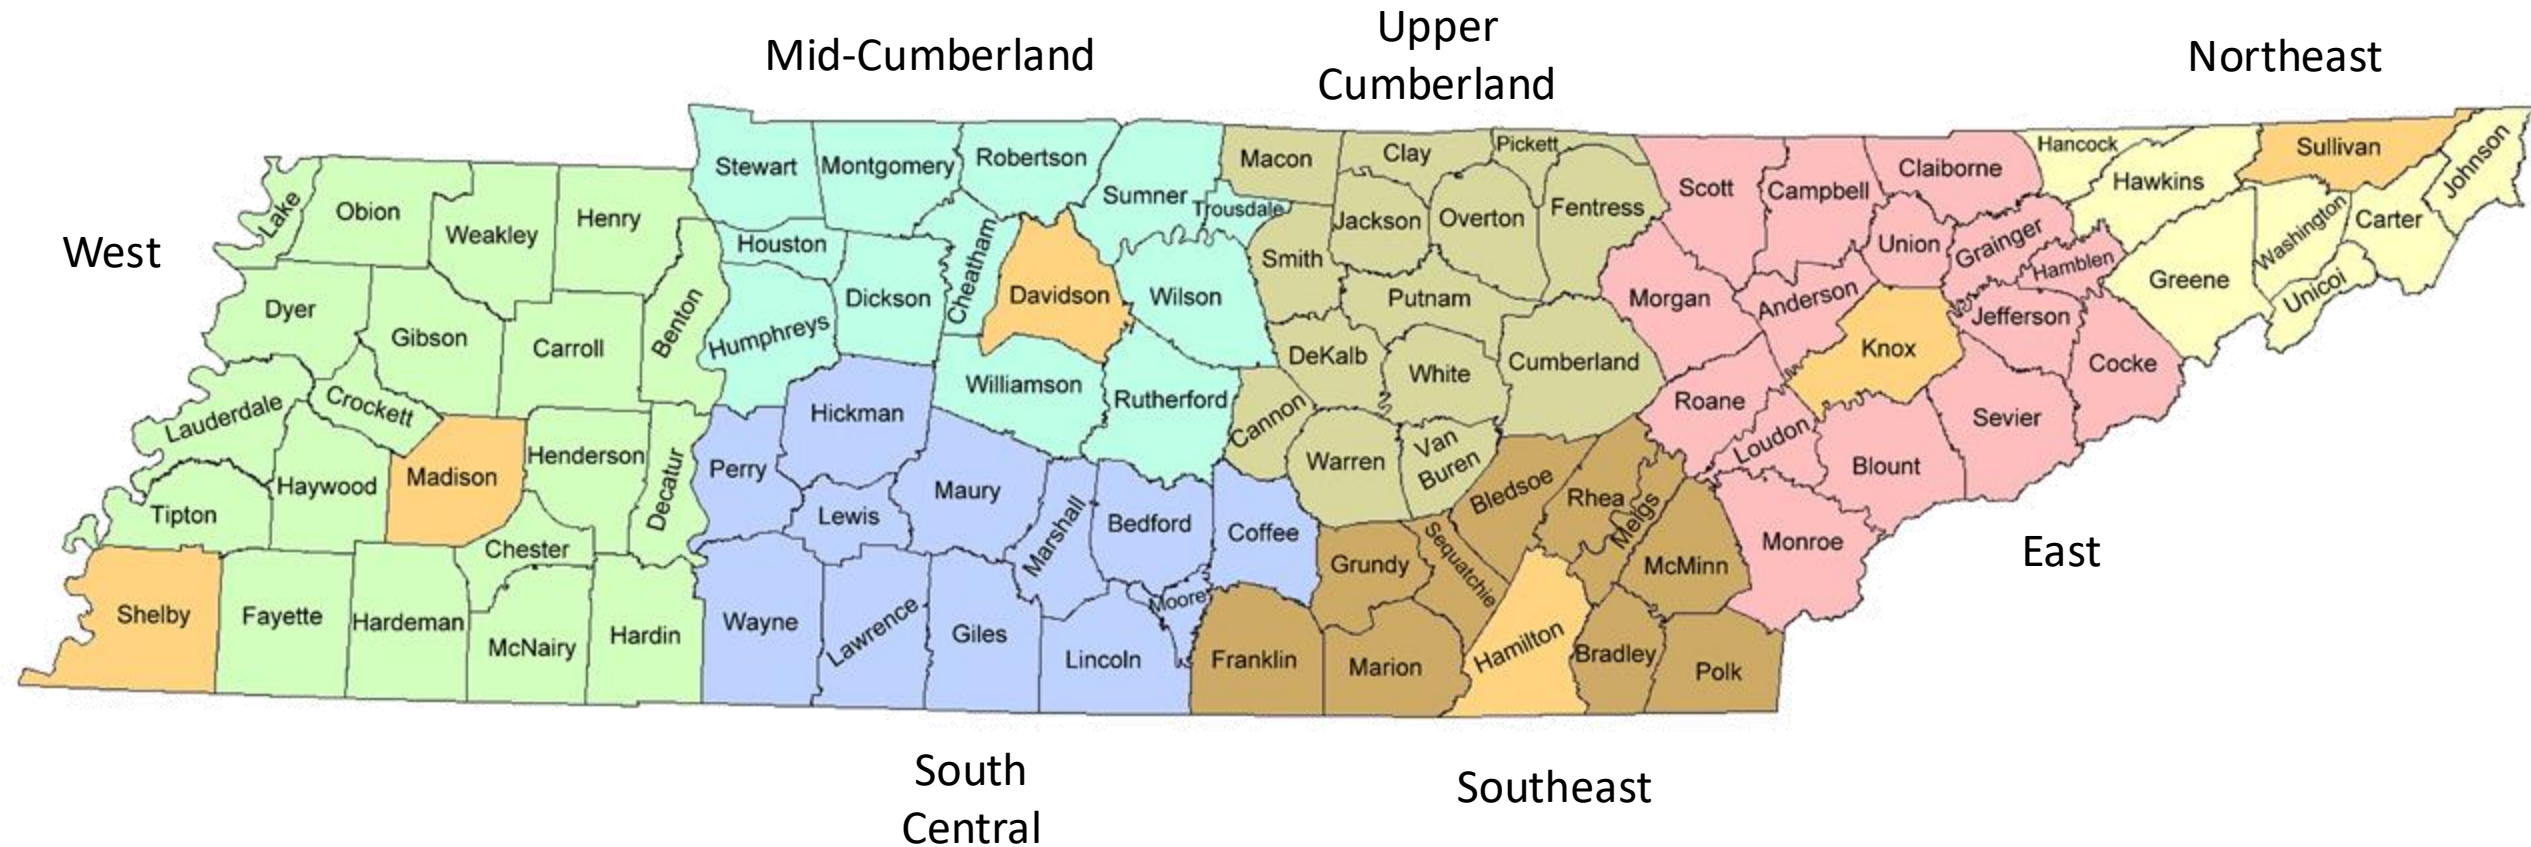 Upper
Cumberland
Mid-Cumberland
Northeast
West
East
South
Central
Southeast
Lake
Obion
Weakley
Henry
Dyer
Gibson
Carroll
Benton
Lauderdale
Crockett
Madison
Henderson
Decatur
Tipton
Haywood
Chester
Shelby
Fayette
Hardeman
McNairy
Hardin
Stewart
Montgomery
Robertson
Sumner
Trousdale
Houston
Dickson
Cheatham
Davidson
Wilson
Humphreys
Williamson
Rutherford
Hickman
Perry
Lewis
Maury
Marshall
Bedford
Coffee
Moore
Wayne
Lawrence
Giles
Lincoln
Macon
Clay
Pickett
Jackson
Overton
Fentress
Smith
Putnam
DeKalb
White
Cumberland
Cannon
Warren
Van
Buren
Bledsoe
Rhea
Meigs
Sequatchie
Grundy
McMinn
Franklin
Marion
Hamilton
Bradley
Polk
Scott
Campbell
Claiborne
Union
Grainger
Hamblen
Morgan
Anderson
Knox
Jefferson
Cocke
Roane
Loudon
Blount
Sevier
Monroe
Hancock
Hawkins
Sullivan
Johnson
Washington
Carter
Greene
Unicoi